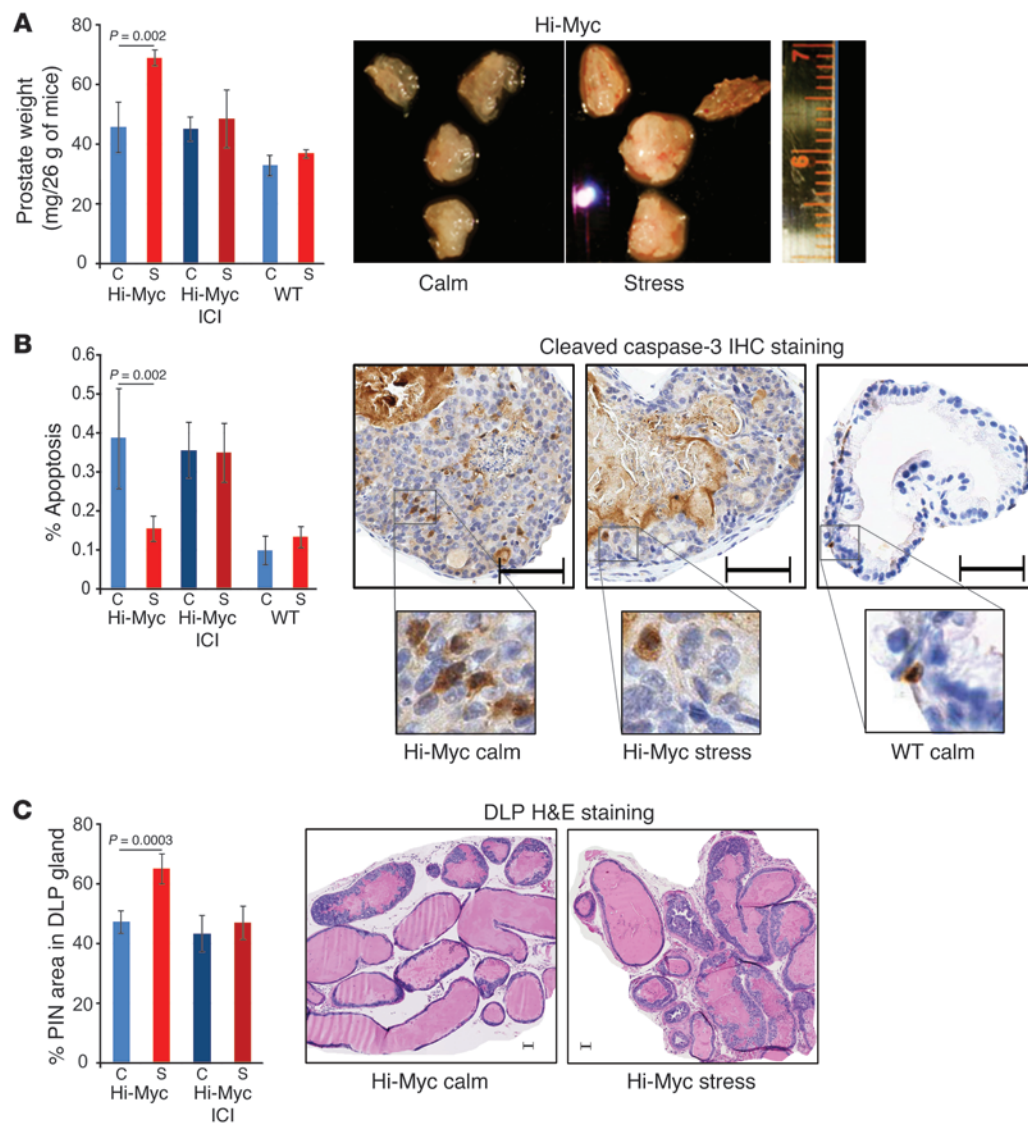 A
Prostate weight
(mg/26 g of mice)
80
60
40
20
0
P = 0.002
C S C S C S
Hi-Myc Hi-Myc WT
ICI
Hi-Myc
Calm Stress
7
6
B
% Apoptosis
0.6
0.5
0.4
0.3
0.2
0.1
0
P = 0.002
C S C S C S
Hi-Myc Hi-Myc WT
ICI
Cleaved caspase-3 IHC staining
Hi-Myc calm Hi-Myc stress WT calm
C
% PIN area in DLP gland
80
60
40
20
0
P = 0.0003
C S C S
Hi-Myc Hi-Myc
ICI
DLP H&E staining
Hi-Myc calm Hi-Myc stress